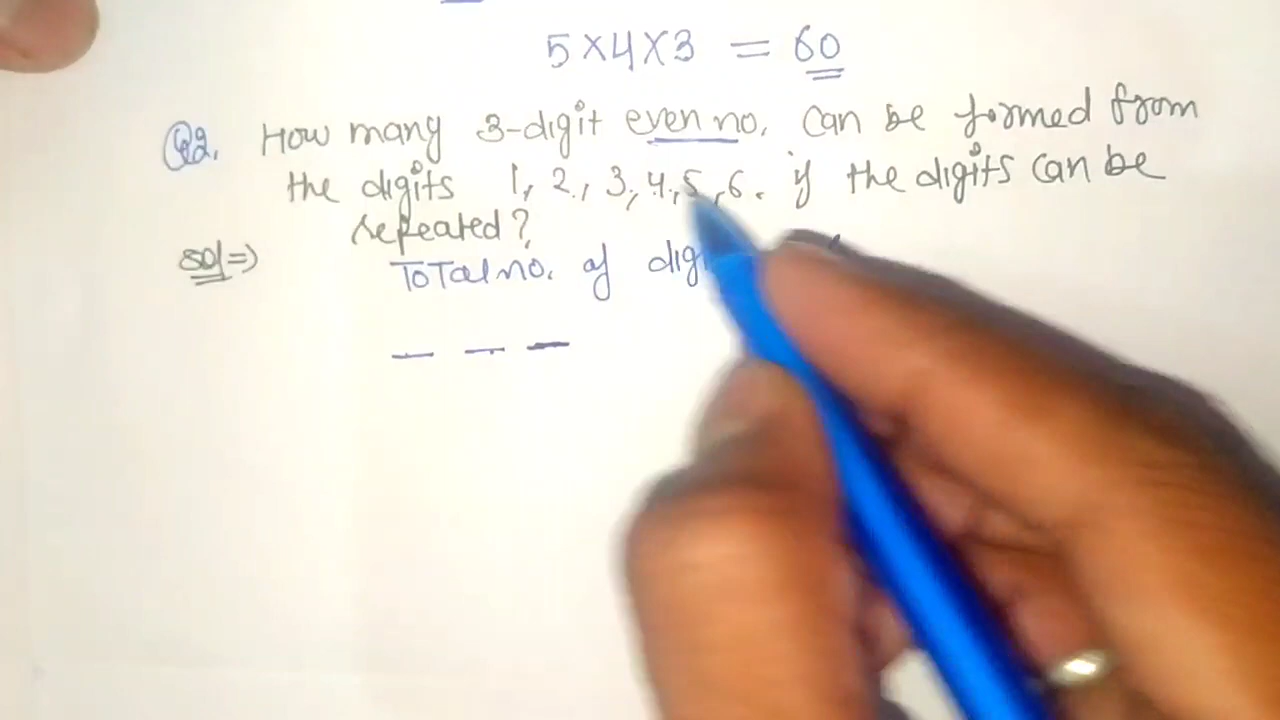 5×4×3 = 60
Q2. How many 3-digit even no. can be formed from
the digits 1, 2, 3, 4, 5, 6. if the digits can be
repeated?
Sol⇒ Total no. of